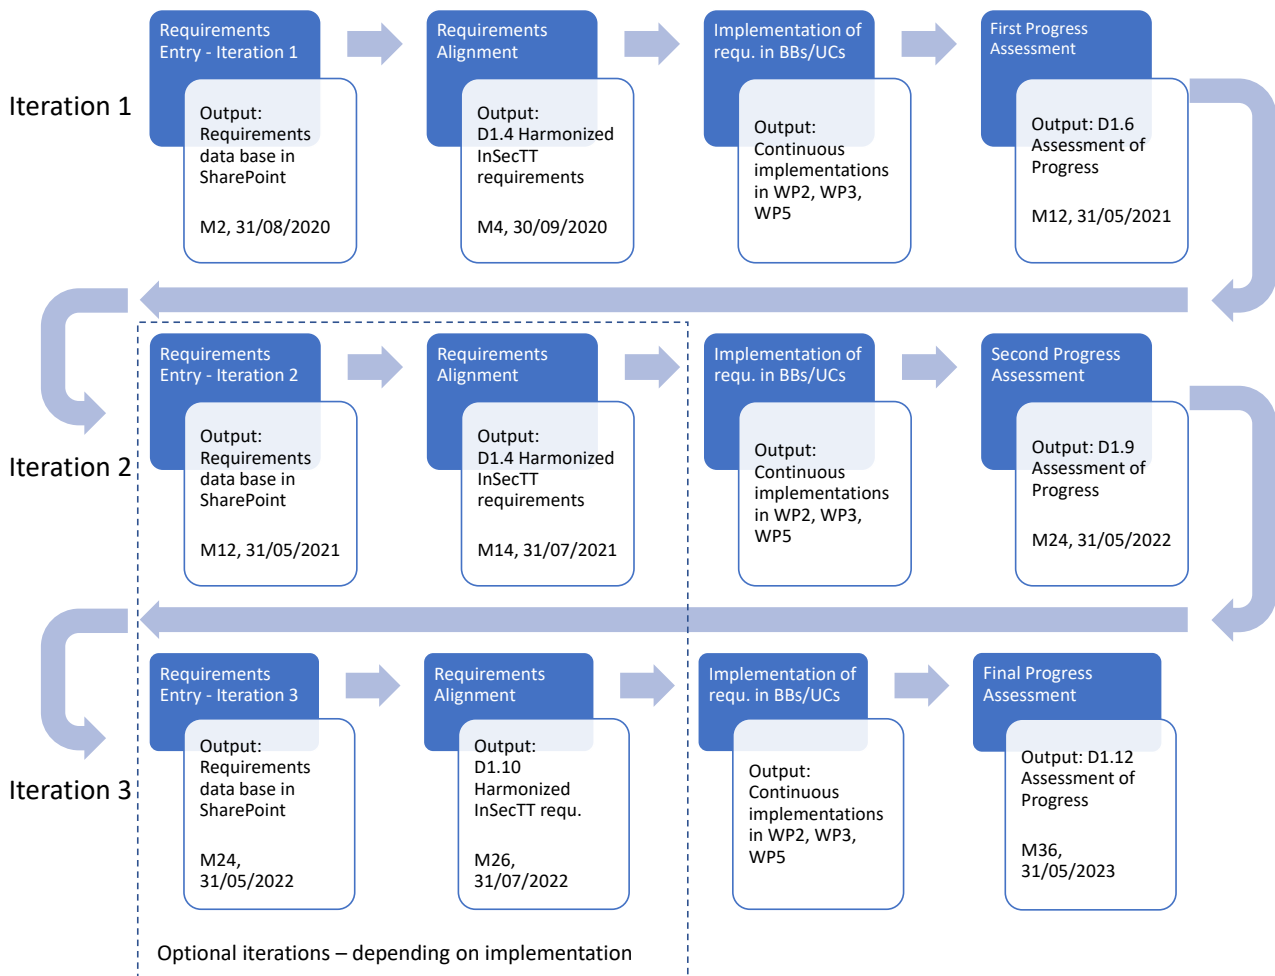 Iteration 1
Requirements
Entry - Iteration 1
Output:
Requirements
data base in
SharePoint
M2, 31/08/2020
Requirements
Alignment
Output:
D1.4 Harmonized
InSecTT
requirements
M4, 30/09/2020
Implementation of
requ. in BBs/UCs
Output:
Continuous
implementations
in WP2, WP3,
WP5
First Progress
Assessment
Output: D1.6
Assessment of
Progress
M12, 31/05/2021
Iteration 2
Requirements
Entry - Iteration 2
Output:
Requirements
data base in
SharePoint
M12, 31/05/2021
Requirements
Alignment
Output:
D1.4 Harmonized
InSecTT
requirements
M14, 31/07/2021
Implementation of
requ. in BBs/UCs
Output:
Continuous
implementations
in WP2, WP3,
WP5
Second Progress
Assessment
Output: D1.9
Assessment of
Progress
M24, 31/05/2022
Iteration 3
Requirements
Entry - Iteration 3
Output:
Requirements
data base in
SharePoint
M24,
31/05/2022
Requirements
Alignment
Output:
D1.10
Harmonized
InSecTT requ.
M26,
31/07/2022
Implementation of
requ. in BBs/UCs
Output:
Continuous
implementations
in WP2, WP3,
WP5
Final Progress
Assessment
Output: D1.12
Assessment of
Progress
M36,
31/05/2023
Optional iterations – depending on implementation